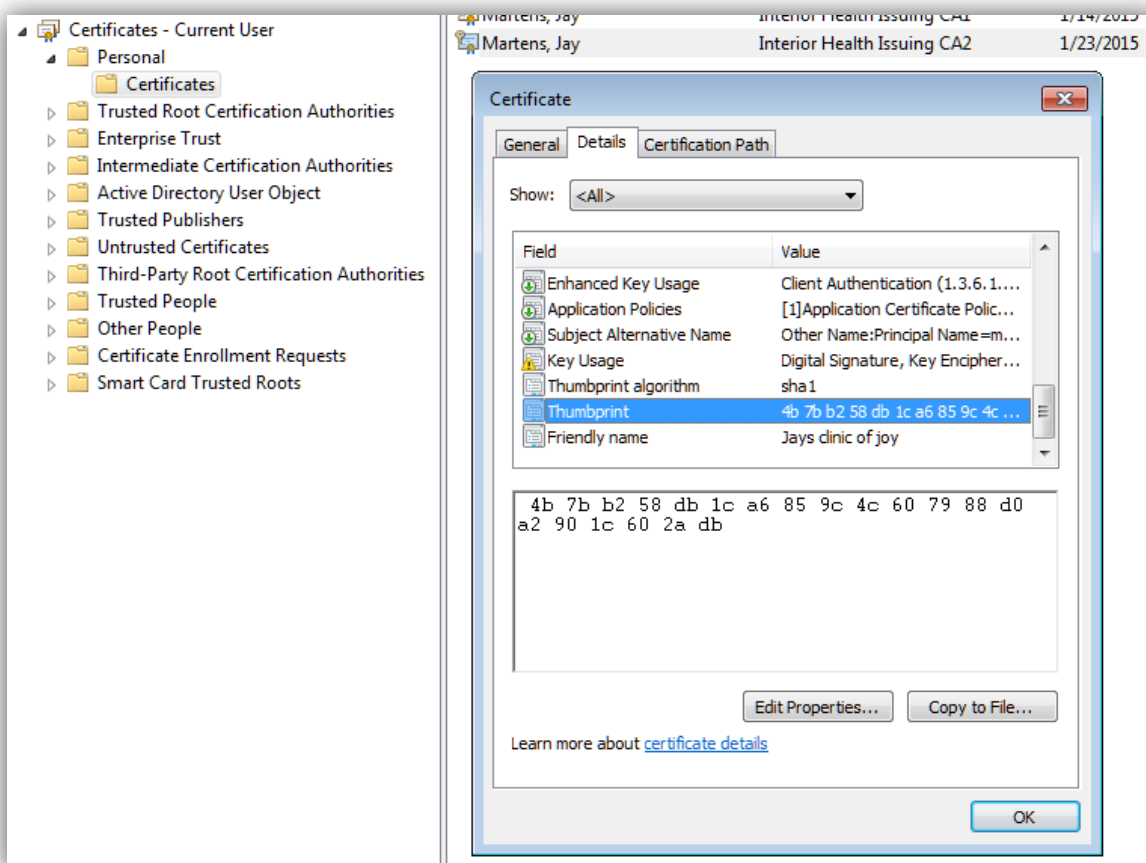 Certificates - Current User
Personal
Certificates
Trusted Root Certification Authorities
Enterprise Trust
Intermediate Certification Authorities
Active Directory User Object
Trusted Publishers
Untrusted Certificates
Third-Party Root Certification Authorities
Trusted People
Other People
Certificate Enrollment Requests
Smart Card Trusted Roots
Martens, Jay Interior Health Issuing CA1 1/14/2015
Martens, Jay Interior Health Issuing CA2 1/23/2015
Certificate
General Details Certification Path
Show: <All>
Field Value
Enhanced Key Usage Client Authentication (1.3.6.1....
Application Policies [1]Application Certificate Polic...
Subject Alternative Name Other Name:Principal Name=m...
Key Usage Digital Signature, Key Encipher...
Thumbprint algorithm sha1
Thumbprint 4b 7b b2 58 db 1c a6 85 9c 4c ...
Friendly name Jays clinic of joy
4b 7b b2 58 db 1c a6 85 9c 4c 60 79 88 d0
a2 90 1c 60 2a db
Edit Properties... Copy to File...
Learn more about certificate details
OK